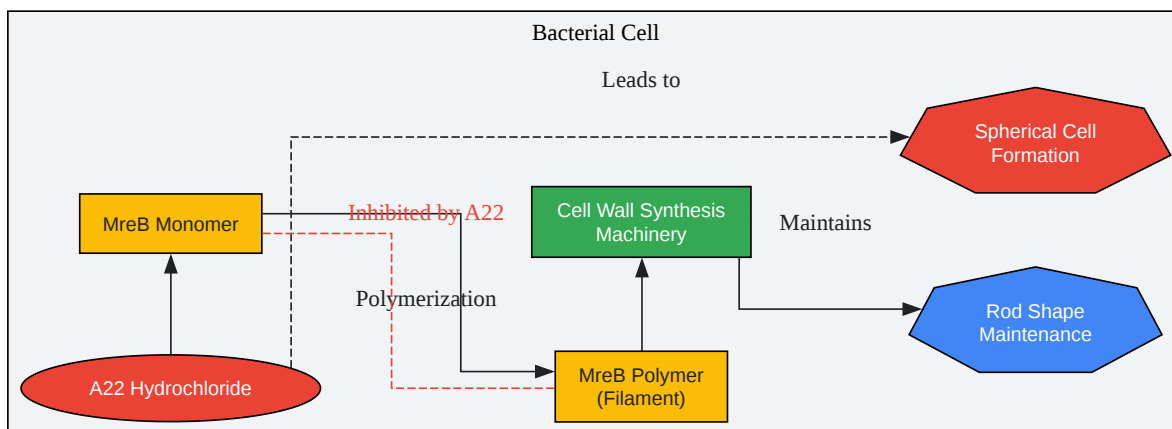 Bacterial Cell
Leads to
Spherical Cell
Formation
MreB Monomer
Inhibited by A22
Cell Wall Synthesis
Machinery
Maintains
Polymerization
Rod Shape
Maintenance
A22 Hydrochloride
MreB Polymer
(Filament)